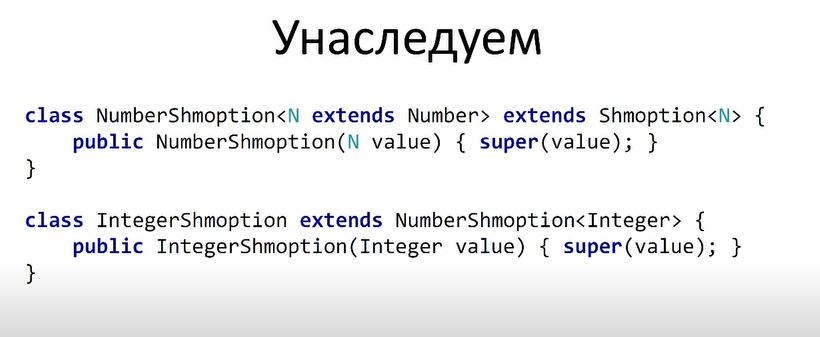 Унаследуем
class NumberShmoption<N extends Number> extends Shmoption<N> {
    public NumberShmoption(N value) { super(value); }
}
class IntegerShmoption extends NumberShmoption<Integer> {
    public IntegerShmoption(Integer value) { super(value); }
}